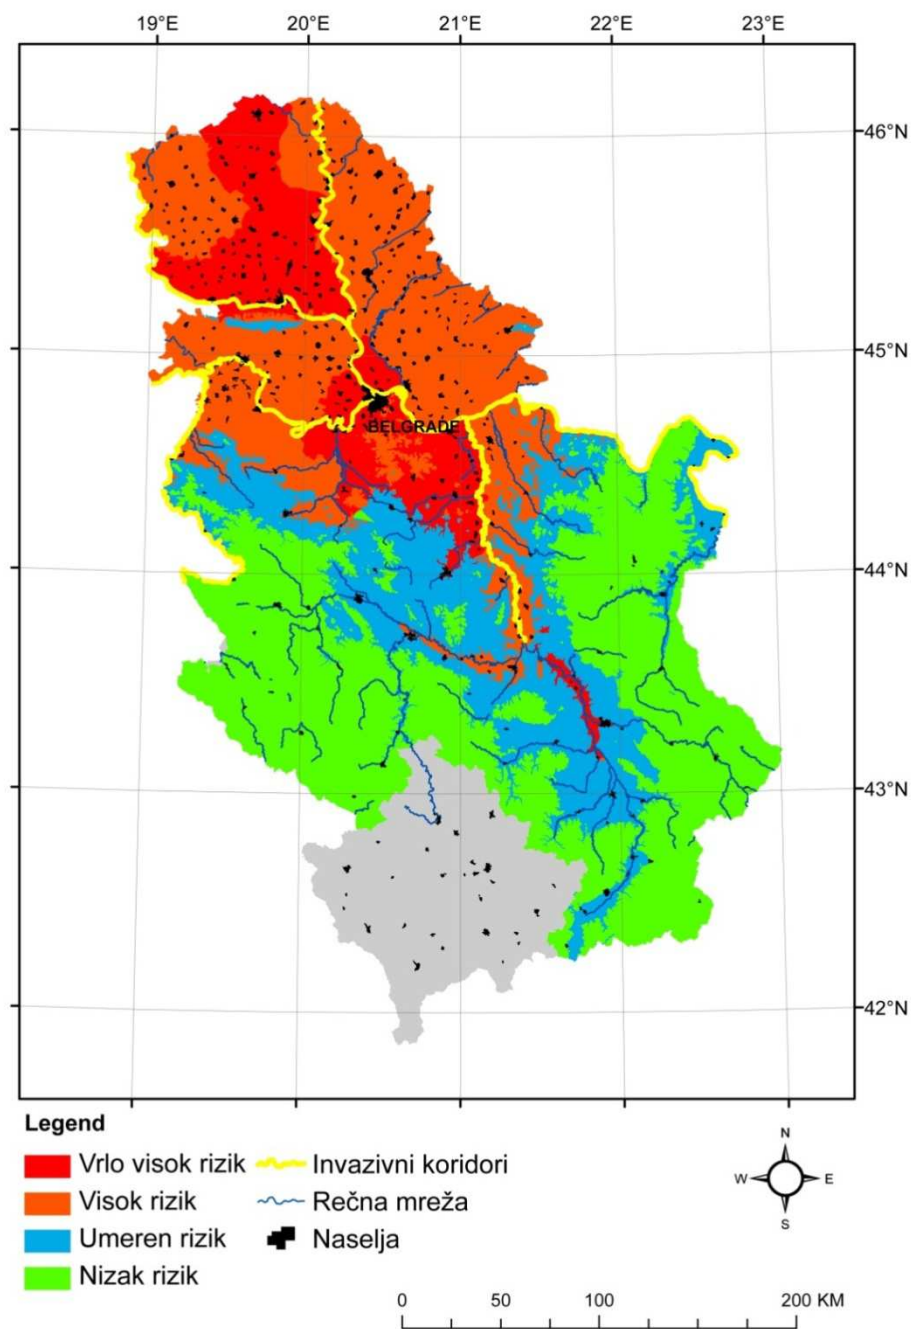 19°E 20°E 21°E 22°E 23°E
46°N
45°N
BELGRADE
44°N
43°N
42°N
Legend
Vrlo visok rizik
Visok rizik
Umeren rizik
Nizak rizik
Invazivni koridori
Rečna mreža
Naselja
N
W E
S
0 50 100 200 KM